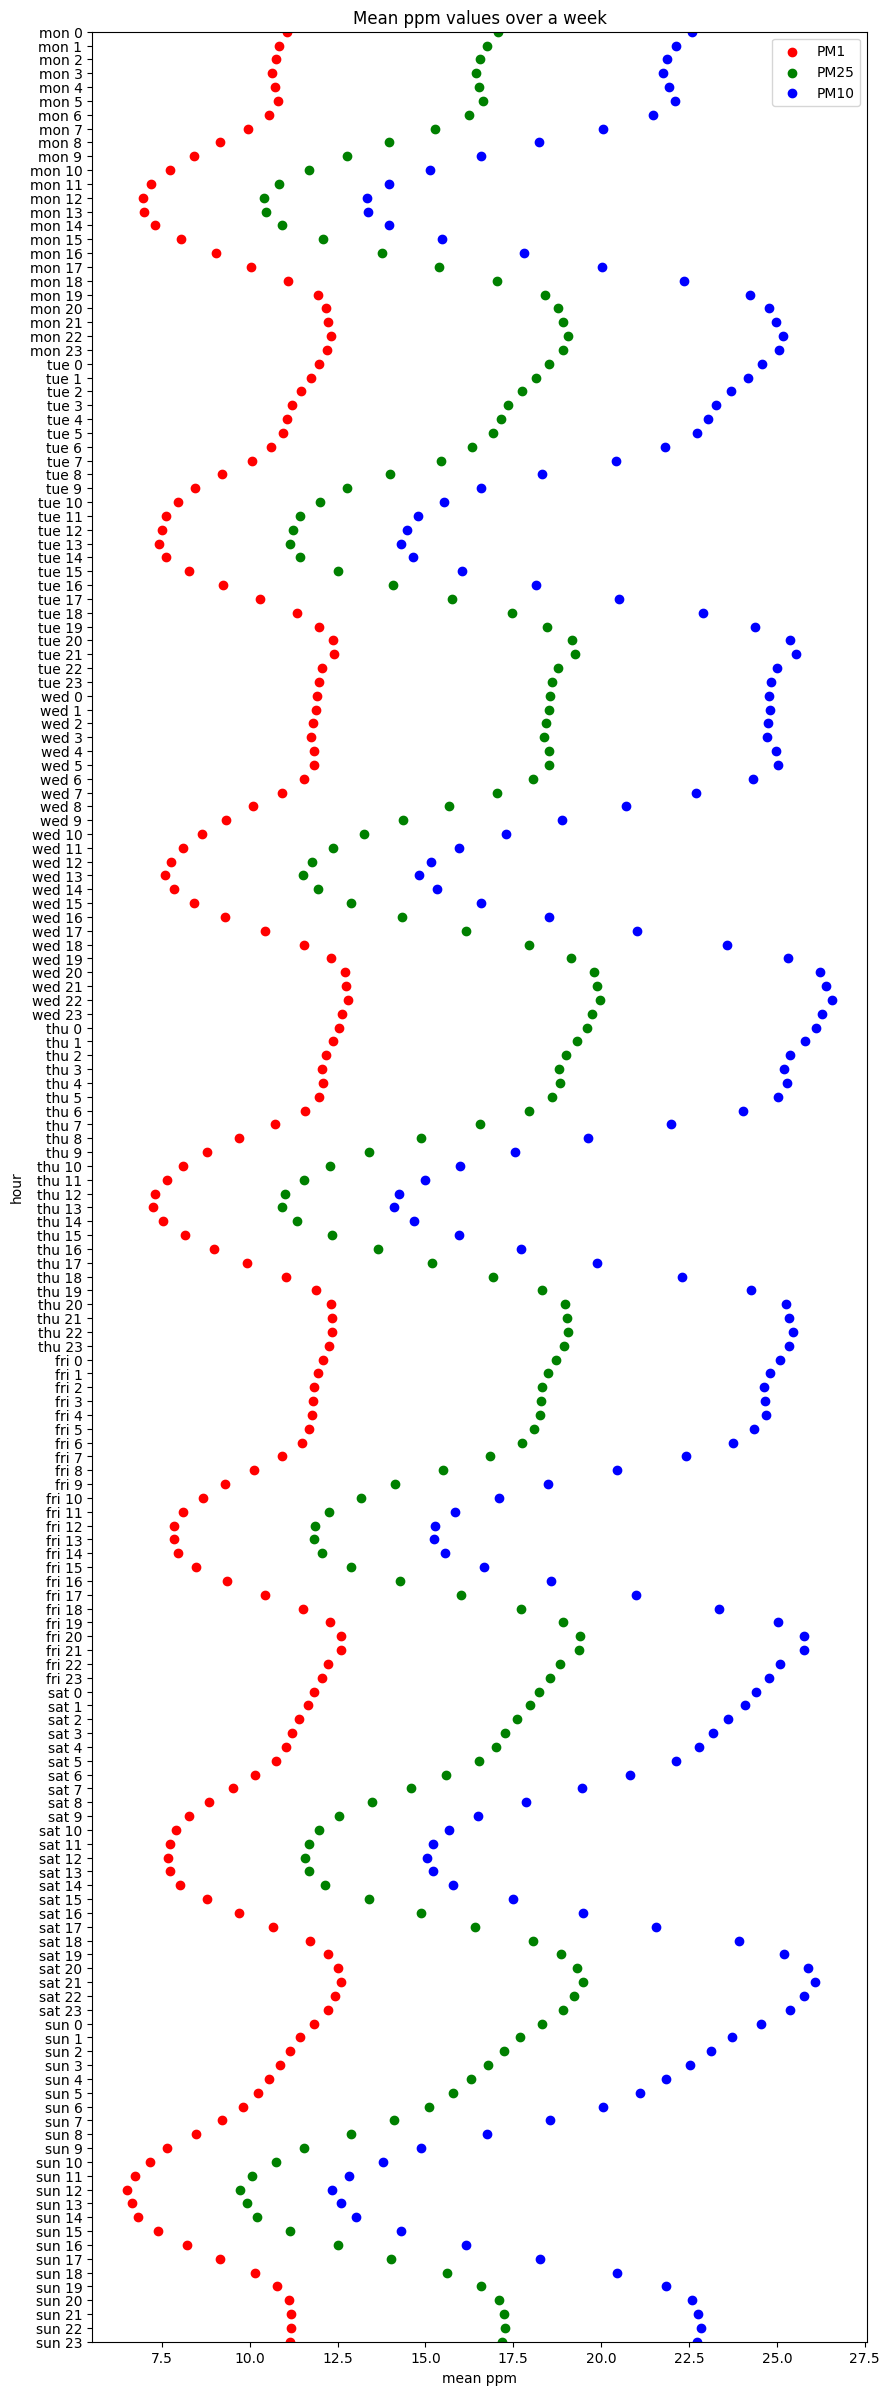 Mean ppm values over a week
PM1
PM25
PM10
mon 0
mon 1
mon 2
mon 3
mon 4
mon 5
mon 6
mon 7
mon 8
mon 9
mon 10
mon 11
mon 12
mon 13
mon 14
mon 15
mon 16
mon 17
mon 18
mon 19
mon 20
mon 21
mon 22
mon 23
tue 0
tue 1
tue 2
tue 3
tue 4
tue 5
tue 6
tue 7
tue 8
tue 9
tue 10
tue 11
tue 12
tue 13
tue 14
tue 15
tue 16
tue 17
tue 18
tue 19
tue 20
tue 21
tue 22
tue 23
wed 0
wed 1
wed 2
wed 3
wed 4
wed 5
wed 6
wed 7
wed 8
wed 9
wed 10
wed 11
wed 12
wed 13
wed 14
wed 15
wed 16
wed 17
wed 18
wed 19
wed 20
wed 21
wed 22
wed 23
thu 0
thu 1
thu 2
thu 3
thu 4
thu 5
thu 6
thu 7
thu 8
thu 9
thu 10
thu 11
thu 12
thu 13
thu 14
thu 15
thu 16
thu 17
thu 18
thu 19
thu 20
thu 21
thu 22
thu 23
fri 0
fri 1
fri 2
fri 3
fri 4
fri 5
fri 6
fri 7
fri 8
fri 9
fri 10
fri 11
fri 12
fri 13
fri 14
fri 15
fri 16
fri 17
fri 18
fri 19
fri 20
fri 21
fri 22
fri 23
sat 0
sat 1
sat 2
sat 3
sat 4
sat 5
sat 6
sat 7
sat 8
sat 9
sat 10
sat 11
sat 12
sat 13
sat 14
sat 15
sat 16
sat 17
sat 18
sat 19
sat 20
sat 21
sat 22
sat 23
sun 0
sun 1
sun 2
sun 3
sun 4
sun 5
sun 6
sun 7
sun 8
sun 9
sun 10
sun 11
sun 12
sun 13
sun 14
sun 15
sun 16
sun 17
sun 18
sun 19
sun 20
sun 21
sun 22
sun 23
hour
7.5 10.0 12.5 15.0 17.5 20.0 22.5 25.0 27.5
mean ppm